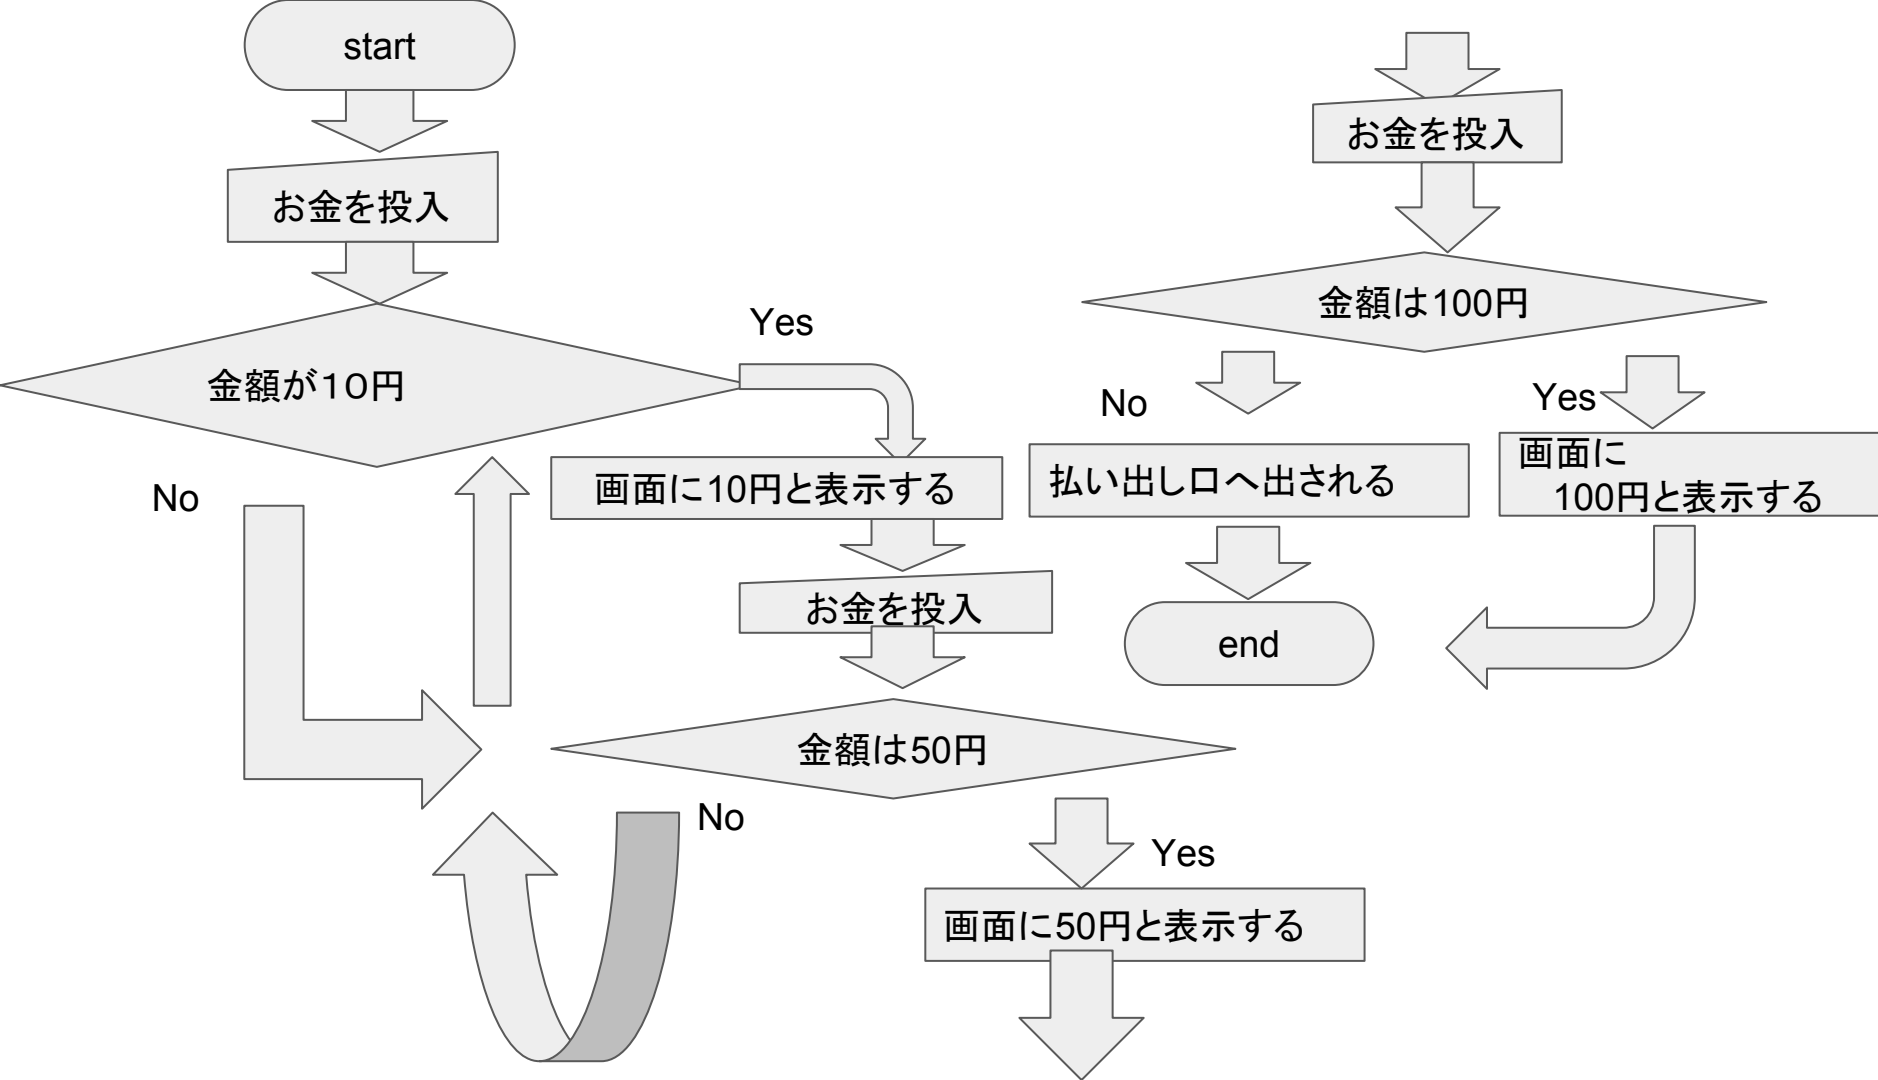 start
お金を投入
金額が１０円
Yes
No
画面に10円と表示する
お金を投入
金額は50円
No
Yes
画面に50円と表示する
お金を投入
金額は100円
No
Yes
払い出し口へ出される
画面に
100円と表示する
end